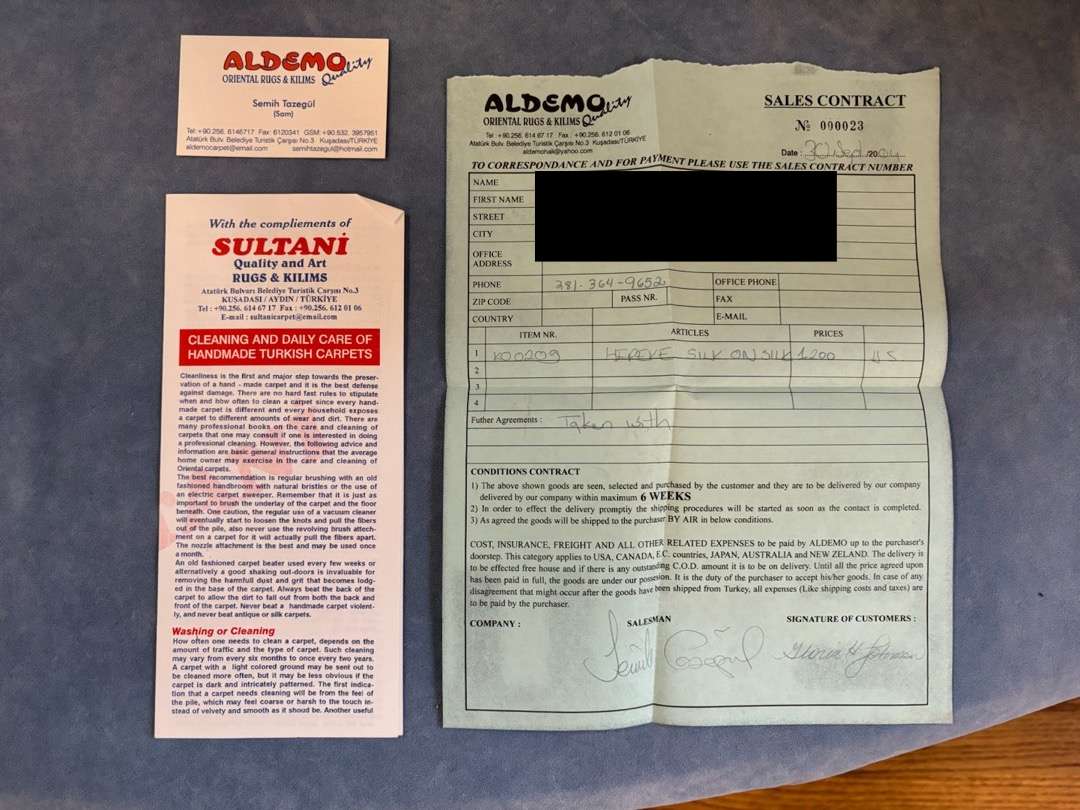 ALDEMO
Quality
ORIENTAL RUGS & KILIMS
Semih Tazegül
(Sam)
Tel: +90.256. 6146717 Fax: 6120341 GSM: +90.532. 3957951
Atatürk Bulv. Belediye Turistik Çarşısı No.3 Kuşadası/TÜRKİYE
aldemocarpet@email.com semihtazegul@hotmail.com
With the compliements of
SULTANİ
Quality and Art
RUGS & KILIMS
Atatürk Bulvarı Belediye Turistik Çarşısı No.3
KUŞADASI / AYDIN / TÜRKİYE
Tel : +90.256. 614 67 17 Fax : +90.256. 612 01 06
E-mail : sultanicarpet@email.com
CLEANING AND DAILY CARE OF
HANDMADE TURKISH CARPETS
Cleanliness is the first and major step towards the preser-
vation of a hand - made carpet and it is the best defense
against damage. There are no hard fast rules to stipulate
when and how often to clean a carpet since every hand-
made carpet is different and every household exposes
a carpet to different amounts of wear and dirt. There are
many professional books on the care and cleaning of
carpets that one may consult if one is interested in doing
a professional cleaning. However, the following advice and
information are basic general instructions that the average
home owner may exercise in the care and cleaning of
Oriental carpets.
The best recommendation is regular brushing with an old
fashioned handbroom with natural bristles or the use of
an electric carpet sweeper. Remember that it is just as
important to brush the underlay of the carpet and the floor
beneath. One caution, the regular use of a vacuum cleaner
will eventually start to loosen the knots and pull the fibers
out of the pile, also never use the revolving brush attech-
ment on a carpet for it will actually pull the fibers apart.
The nozzle attachment is the best and may be used once
a month.
An old fashioned carpet beater used every few weeks or
alternatively a good shaking out-doors is invaluable for
removing the harmfull dust and grit that becomes lodg-
ed in the base of the carpet. Always beat the back of the
carpet to allow the dirt to fall out from both the back and
front of the carpet. Never beat a handmade carpet violent-
ly, and never beat antique or silk carpets.
Washing or Cleaning
How often one needs to clean a carpet, depends on the
amount of traffic and the type of carpet. Such cleaning
may vary from every six months to once every two years.
A carpet with a light colored ground may be sent out to
be cleaned more often, but it may be less obvious if the
carpet is dark and intricately patterned. The first indica-
tion that a carpet needs cleaning will be from the feel of
the pile, which may feel coarse or harsh to the touch in-
stead of velvety and smooth as it shoud be. Another useful
ALDEMO
Quality
ORIENTAL RUGS & KILIMS
Tel : +90.256. 614 67 17 Fax : +90.256. 612 01 06
Atatürk Bulv. Belediye Turistik Çarşısı No.3 Kuşadası/TÜRKİYE
aldemohali@yahoo.com
SALES CONTRACT
No 000023
Date : 30/Sep/2004
TO CORRESPONDANCE AND FOR PAYMENT PLEASE USE THE SALES CONTRACT NUMBER
NAME
FIRST NAME
STREET
CITY
OFFICE
ADDRESS
PHONE 281-364-9652 OFFICE PHONE
ZIP CODE PASS NR. FAX
COUNTRY E-MAIL
ITEM NR. ARTICLES PRICES
1 K00209 HEREKE SILK ON SILK 1.200 US
2
3
4
Futher Agreements : Taken with
CONDITIONS CONTRACT
1) The above shown goods are seen, selected and purchased by the customer and they are to be delivered by our company
delivered by our company within maximum 6 WEEKS
2) In order to effect the delivery promptiy the shipping procedures will be started as soon as the contact is completed.
3) As agreed the goods will be shipped to the purchaser BY AIR in below conditions.
COST, INSURANCE, FREIGHT AND ALL OTHER RELATED EXPENSES to be paid by ALDEMO up to the purchaser's
doorstep. This category applies to USA, CANADA, E.C. countries, JAPAN, AUSTRALIA and NEW ZELAND. The delivery is
to be effected free house and if there is any outstanding C.O.D. amount it is to be on delivery. Until all the price agreed upon
has been paid in full, the goods are under our possesion. It is the duty of the purchaser to accept his/her goods. In case of any
disagreement that might occur after the goods have been shipped from Turkey, all expenses (Like shipping costs and taxes) are
to be paid by the purchaser.
COMPANY : SALESMAN SIGNATURE OF CUSTOMERS :
Semih